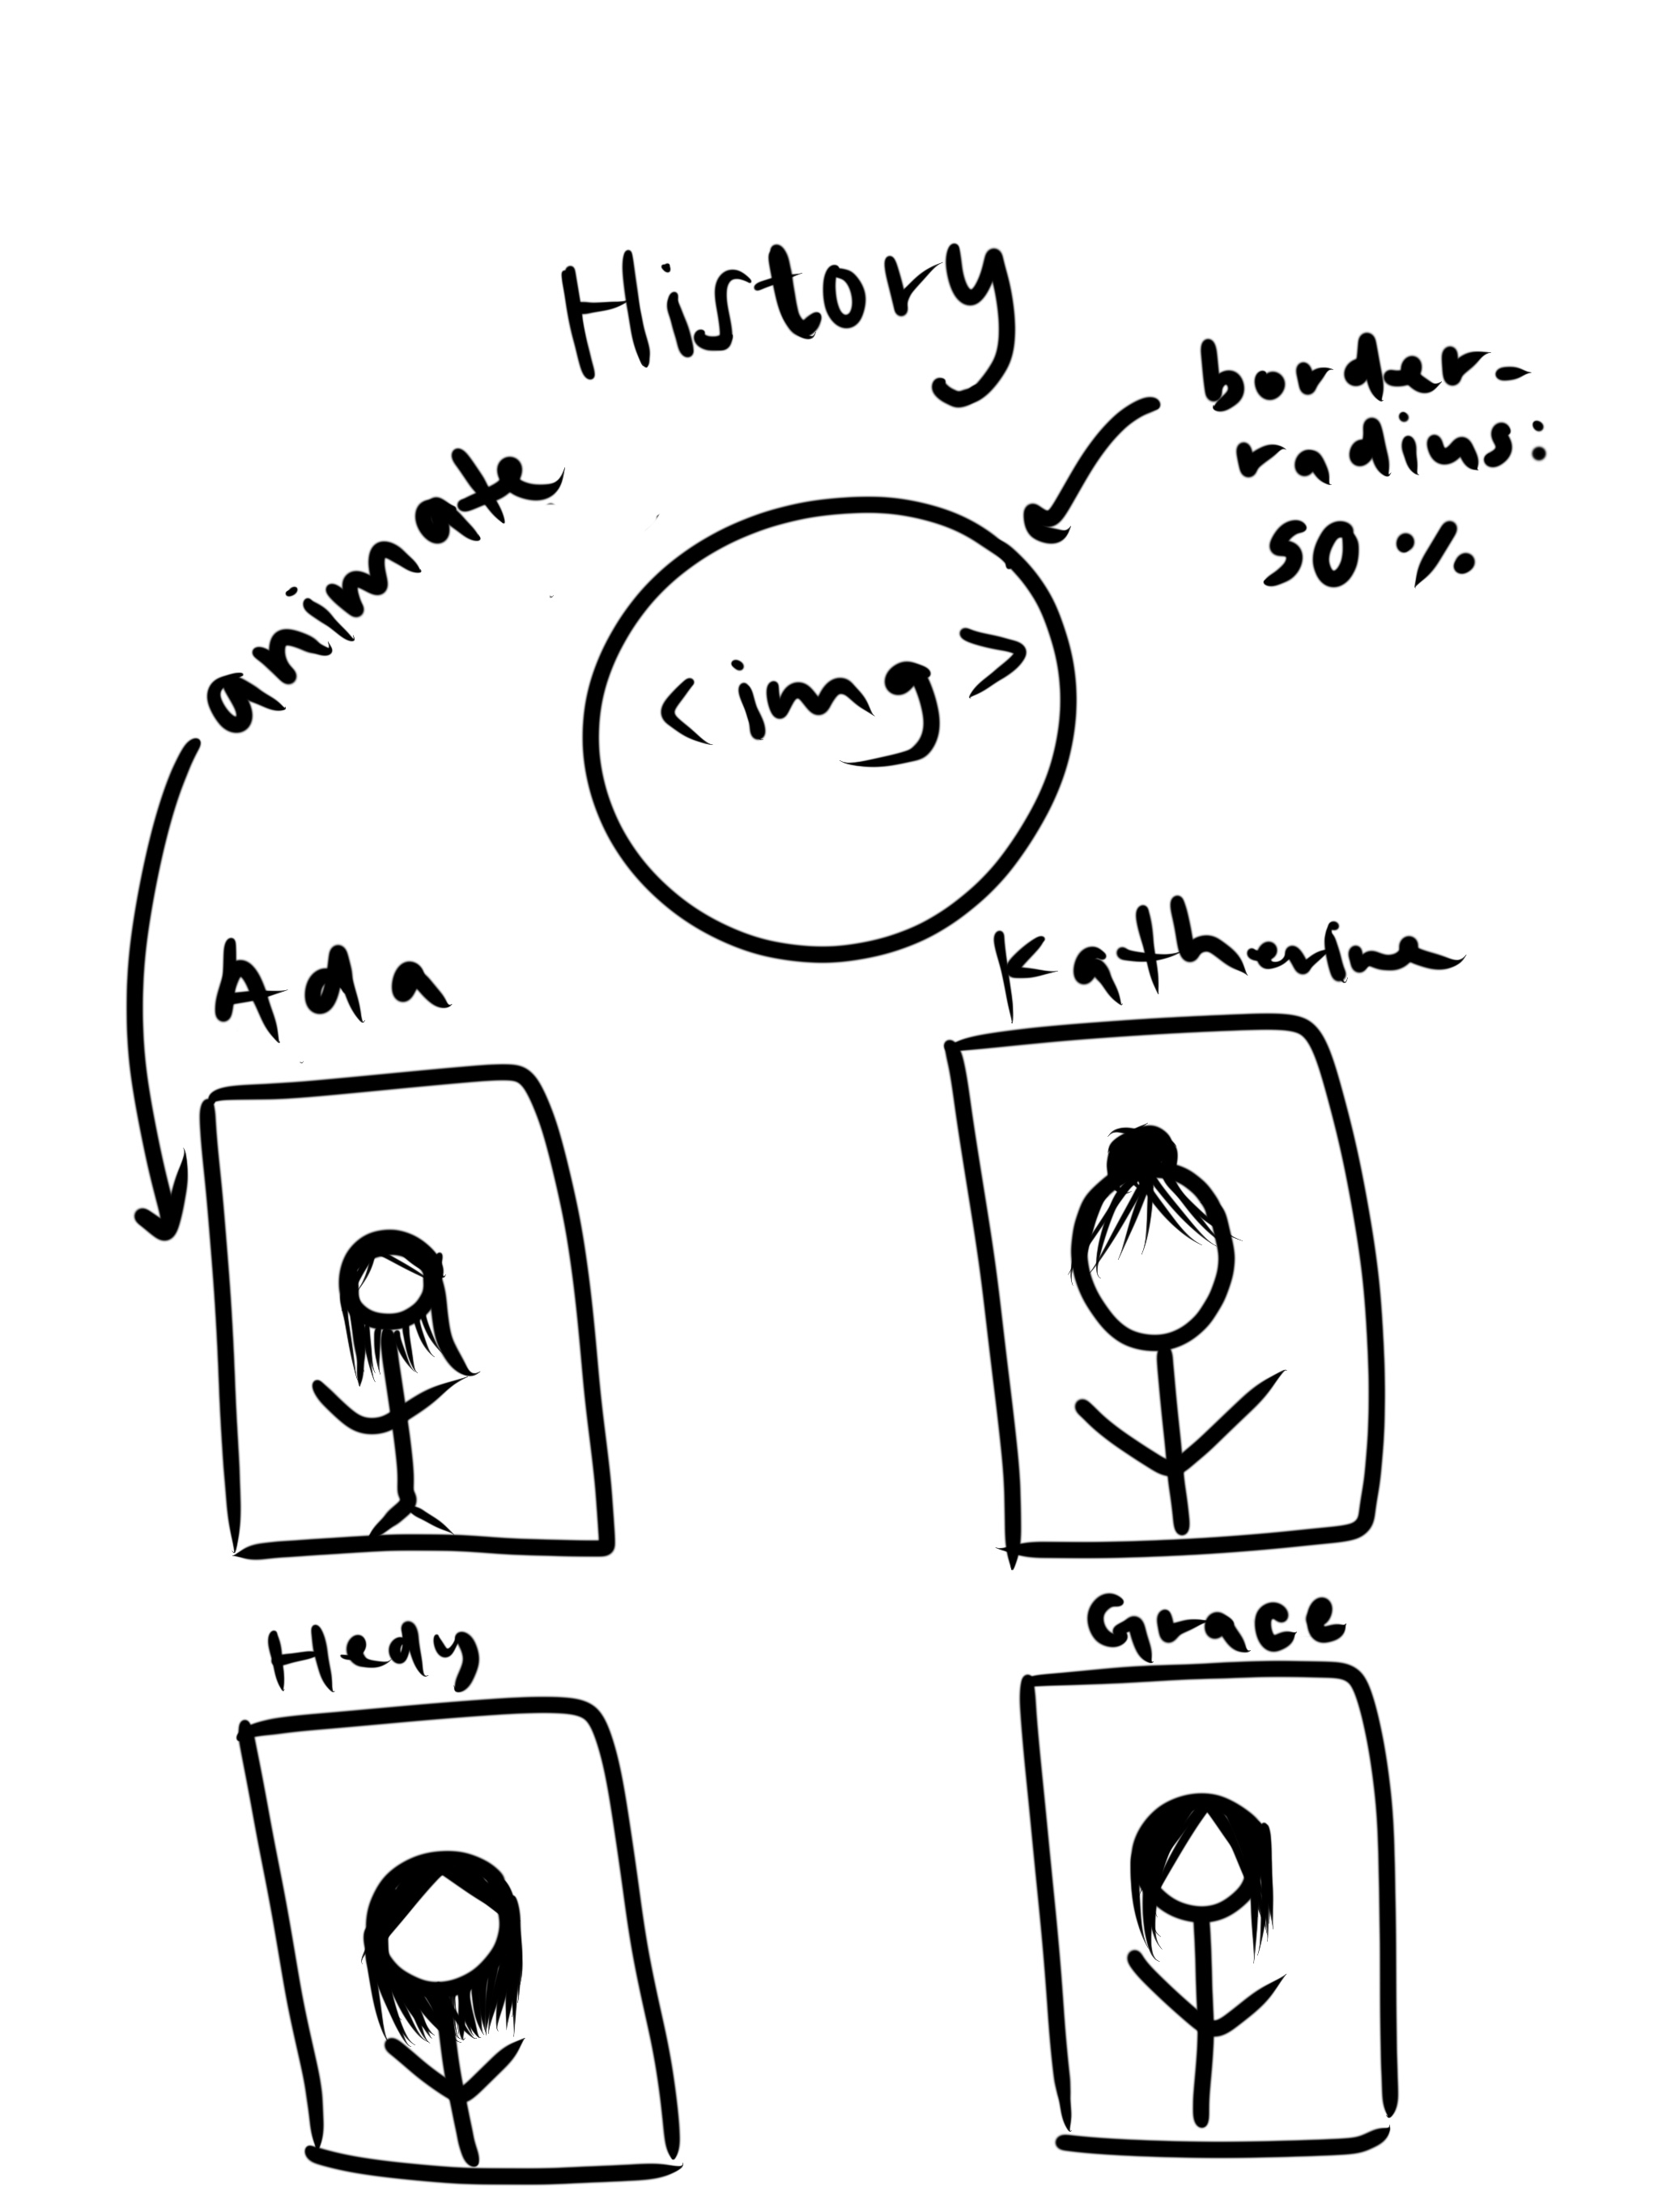 History
border-
radius:
50%
animate
<img>
Ada
Katherine
Hedy
Grace